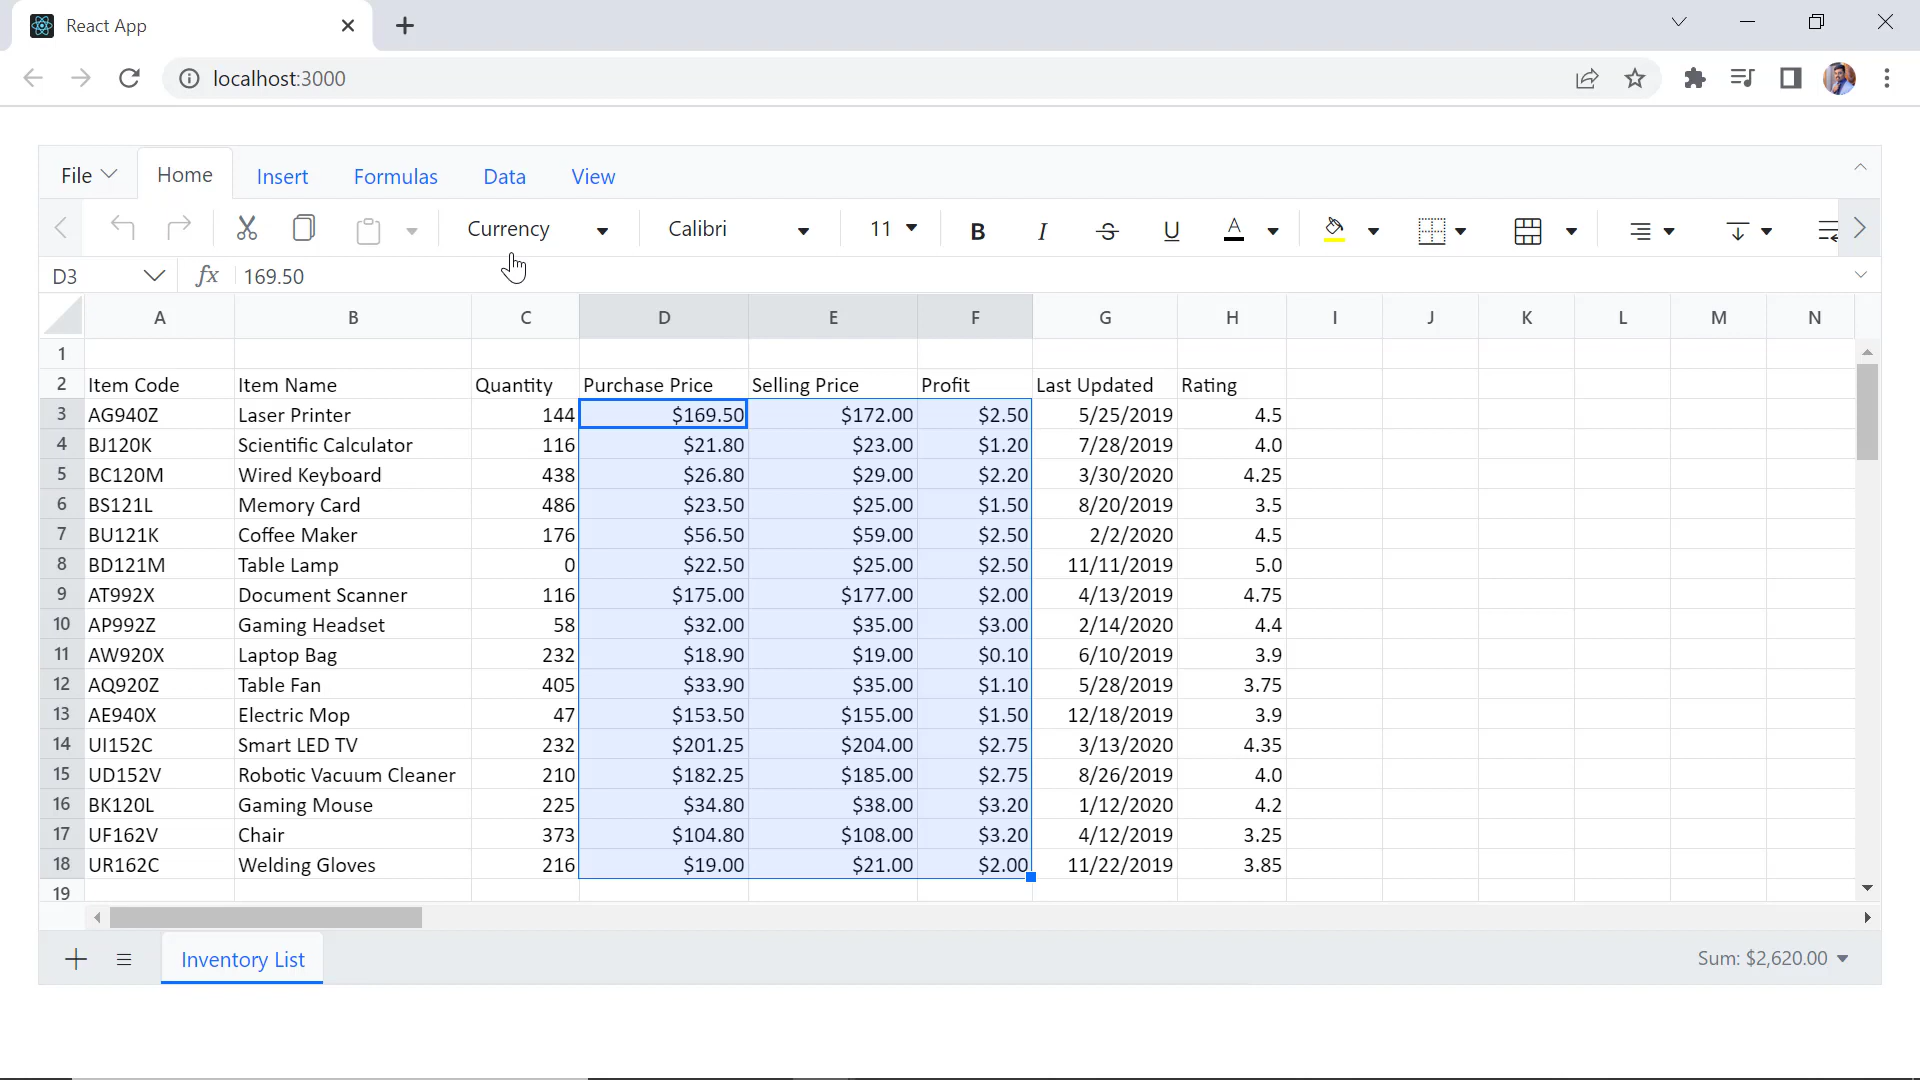 React App
localhost:3000
File Home Insert Formulas Data View
Currency Calibri 11 B I S U A
D3 fx 169.50
A B C D E F G H I J K L M N
1
2 Item Code Item Name Quantity Purchase Price Selling Price Profit Last Updated Rating
3 AG940Z Laser Printer 144 $169.50 $172.00 $2.50 5/25/2019 4.5
4 BJ120K Scientific Calculator 116 $21.80 $23.00 $1.20 7/28/2019 4.0
5 BC120M Wired Keyboard 438 $26.80 $29.00 $2.20 3/30/2020 4.25
6 BS121L Memory Card 486 $23.50 $25.00 $1.50 8/20/2019 3.5
7 BU121K Coffee Maker 176 $56.50 $59.00 $2.50 2/2/2020 4.5
8 BD121M Table Lamp 0 $22.50 $25.00 $2.50 11/11/2019 5.0
9 AT992X Document Scanner 116 $175.00 $177.00 $2.00 4/13/2019 4.75
10 AP992Z Gaming Headset 58 $32.00 $35.00 $3.00 2/14/2020 4.4
11 AW920X Laptop Bag 232 $18.90 $19.00 $0.10 6/10/2019 3.9
12 AQ920Z Table Fan 405 $33.90 $35.00 $1.10 5/28/2019 3.75
13 AE940X Electric Mop 47 $153.50 $155.00 $1.50 12/18/2019 3.9
14 UI152C Smart LED TV 232 $201.25 $204.00 $2.75 3/13/2020 4.35
15 UD152V Robotic Vacuum Cleaner 210 $182.25 $185.00 $2.75 8/26/2019 4.0
16 BK120L Gaming Mouse 225 $34.80 $38.00 $3.20 1/12/2020 4.2
17 UF162V Chair 373 $104.80 $108.00 $3.20 4/12/2019 3.25
18 UR162C Welding Gloves 216 $19.00 $21.00 $2.00 11/22/2019 3.85
19
Inventory List Sum: $2,620.00